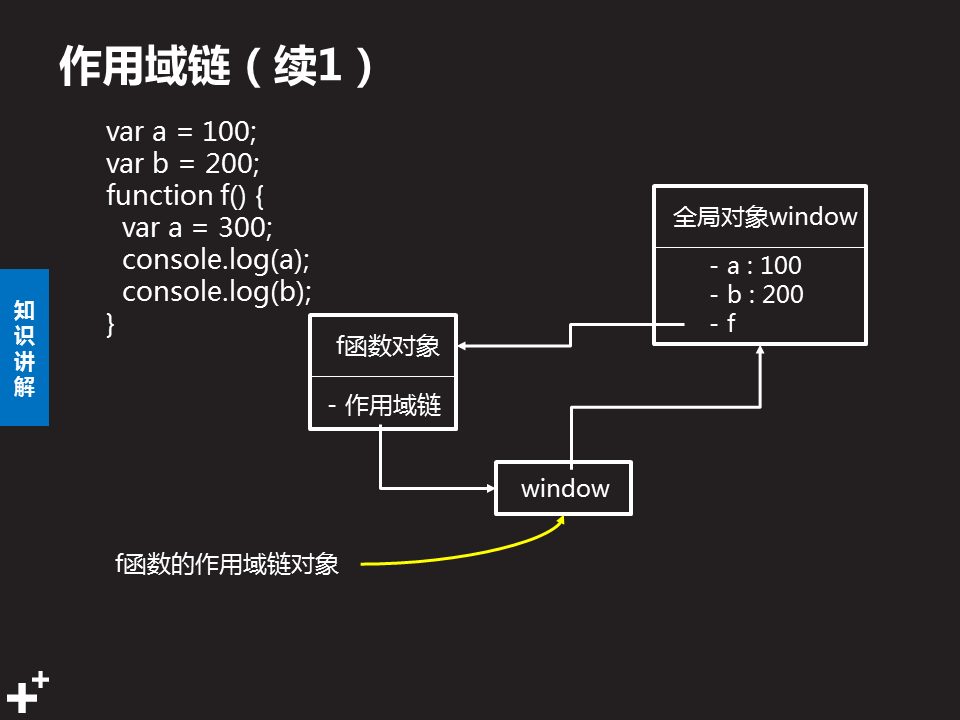 作用域链（续1）
var a = 100;
var b = 200;
function f() {
var a = 300;
console.log(a);
console.log(b);
}
知识讲解
全局对象window
- a : 100
- b : 200
- f
f函数对象
- 作用域链
window
f函数的作用域链对象